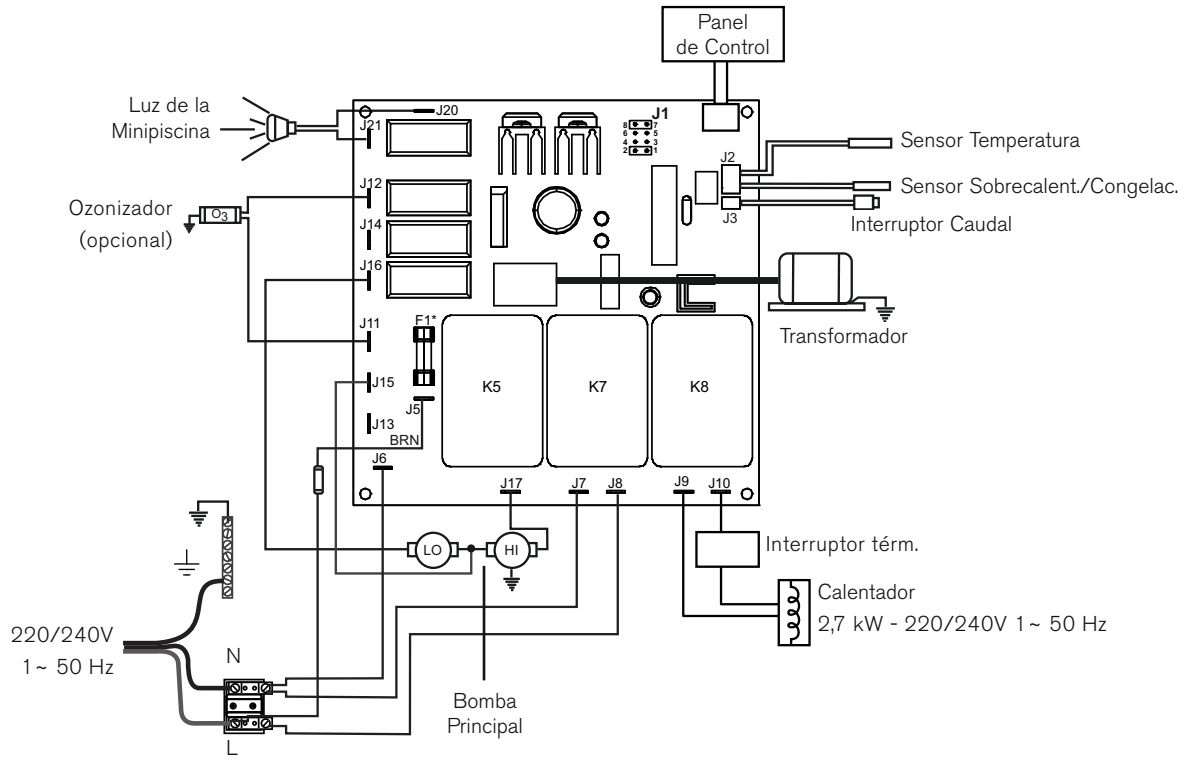 Panel
de Control
Luz de la
Minipiscina
J20
J21
J1
8 7
6 5
4 3
2 1
J2
Sensor Temperatura
Sensor Sobrecalent./Congelac.
J3
Interruptor Caudal
J12
Ozonizador
(opcional)
O3
J14
J16
Transformador
J11
F1*
J15
K5
K7
K8
J5
J13
BRN
J6
J17
J7
J8
J9
J10
LO
HI
Interruptor térm.
Calentador
2,7 kW - 220/240V 1~ 50 Hz
220/240V
1~ 50 Hz
N
Bomba
Principal
L